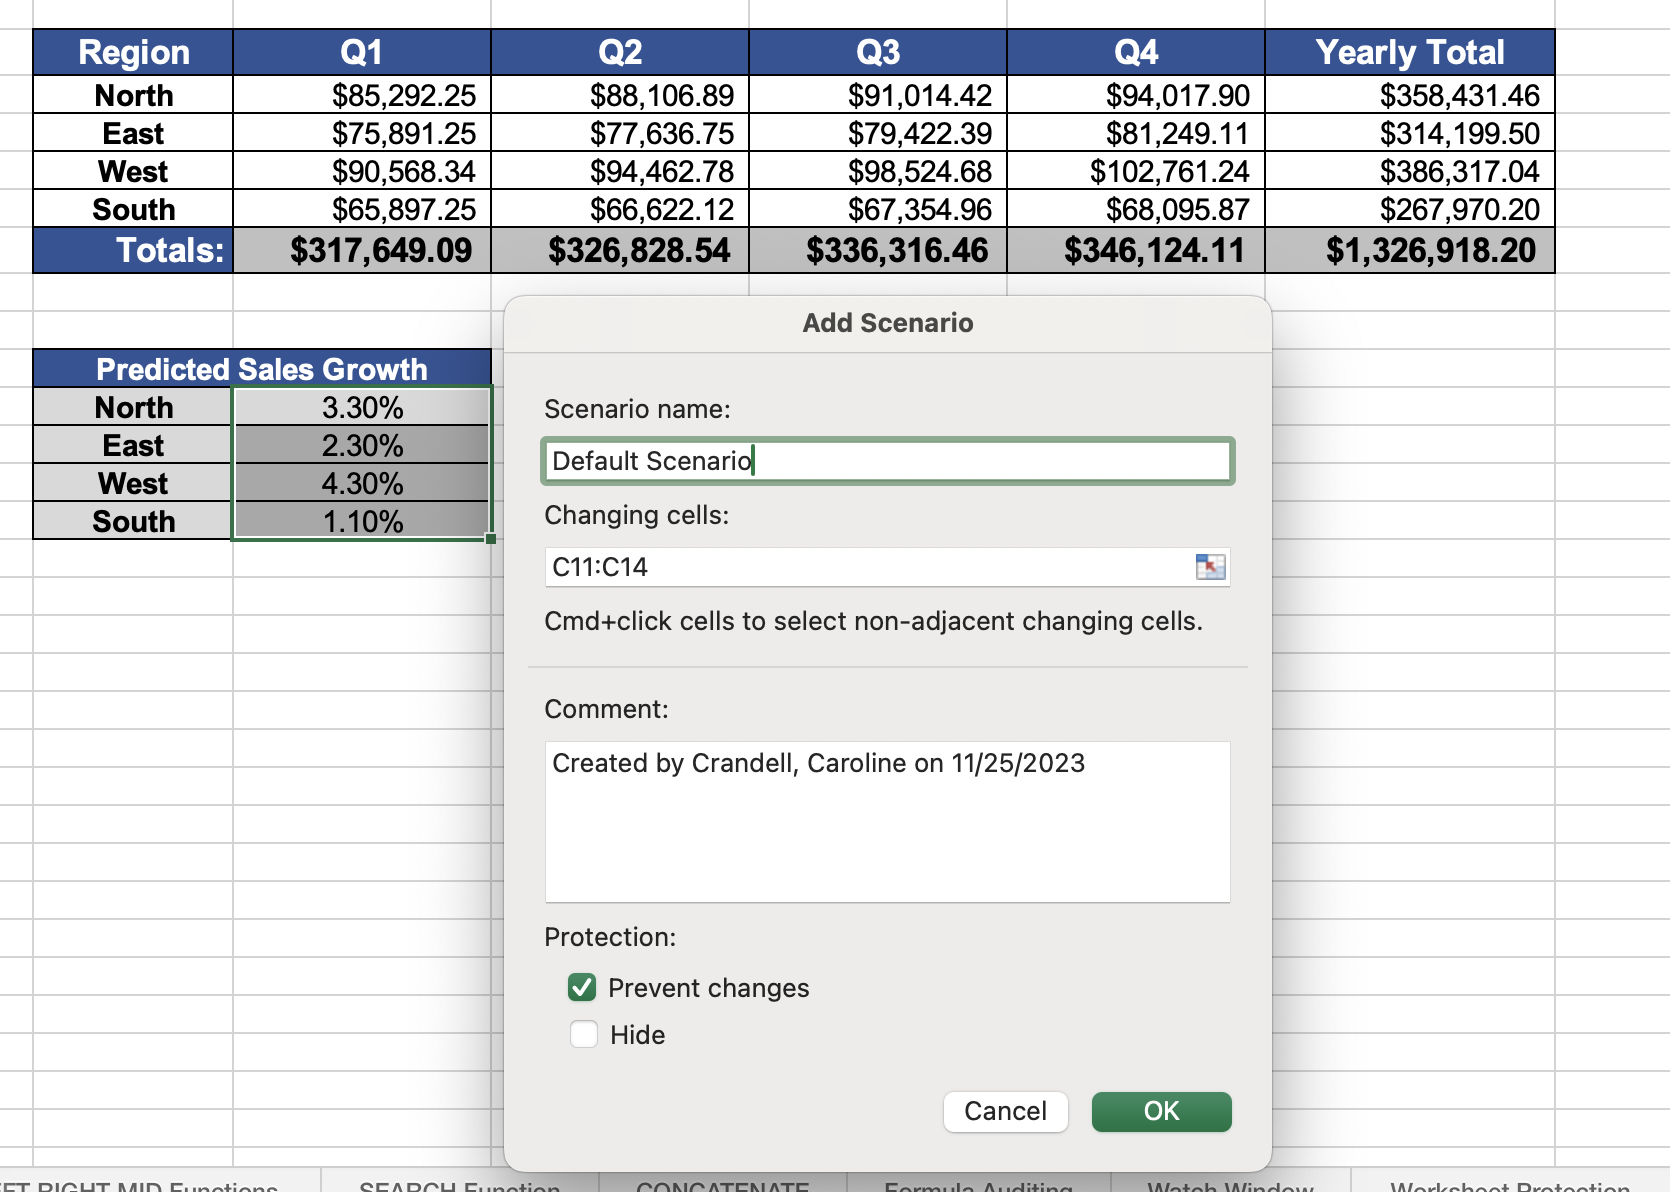 Region Q1 Q2 Q3 Q4 Yearly Total
North $85,292.25 $88,106.89 $91,014.42 $94,017.90 $358,431.46
East $75,891.25 $77,636.75 $79,422.39 $81,249.11 $314,199.50
West $90,568.34 $94,462.78 $98,524.68 $102,761.24 $386,317.04
South $65,897.25 $66,622.12 $67,354.96 $68,095.87 $267,970.20
Totals: $317,649.09 $326,828.54 $336,316.46 $346,124.11 $1,326,918.20
Predicted Sales Growth
North 3.30%
East 2.30%
West 4.30%
South 1.10%
Add Scenario
Scenario name:
Default Scenario
Changing cells:
C11:C14
Cmd+click cells to select non-adjacent changing cells.
Comment:
Created by Crandell, Caroline on 11/25/2023
Protection:
Prevent changes
Hide
Cancel OK
RIGHT MID Functions SEARCH Function CONCATENATE Formula Auditing Watch Window Worksheet Protection